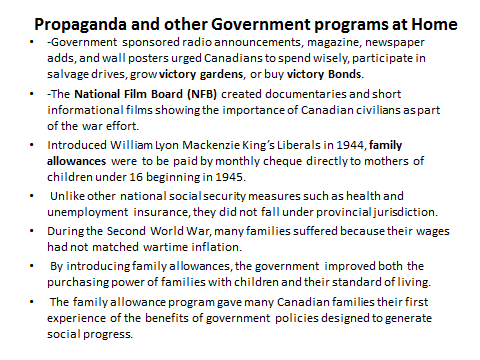 Propaganda and other Government programs at Home
• -Government sponsored radio announcements, magazine, newspaper
adds, and wall posters urged Canadians to spend wisely, participate in
salvage drives, grow victory gardens, or buy victory Bonds.
• -The National Film Board (NFB) created documentaries and short
informational films showing the importance of Canadian civilians as part
of the war effort.
• Introduced William Lyon Mackenzie King's Liberals in 1944, family
allowances were to be paid by monthly cheque directly to mothers of
children under 16 beginning in 1945.
• Unlike other national social security measures such as health and
unemployment insurance, they did not fall under provincial jurisdiction.
• During the Second World War, many families suffered because their wages
had not matched wartime inflation.
• By introducing family allowances, the government improved both the
purchasing power of families with children and their standard of living.
• The family allowance program gave many Canadian families their first
experience of the benefits of government policies designed to generate
social progress.